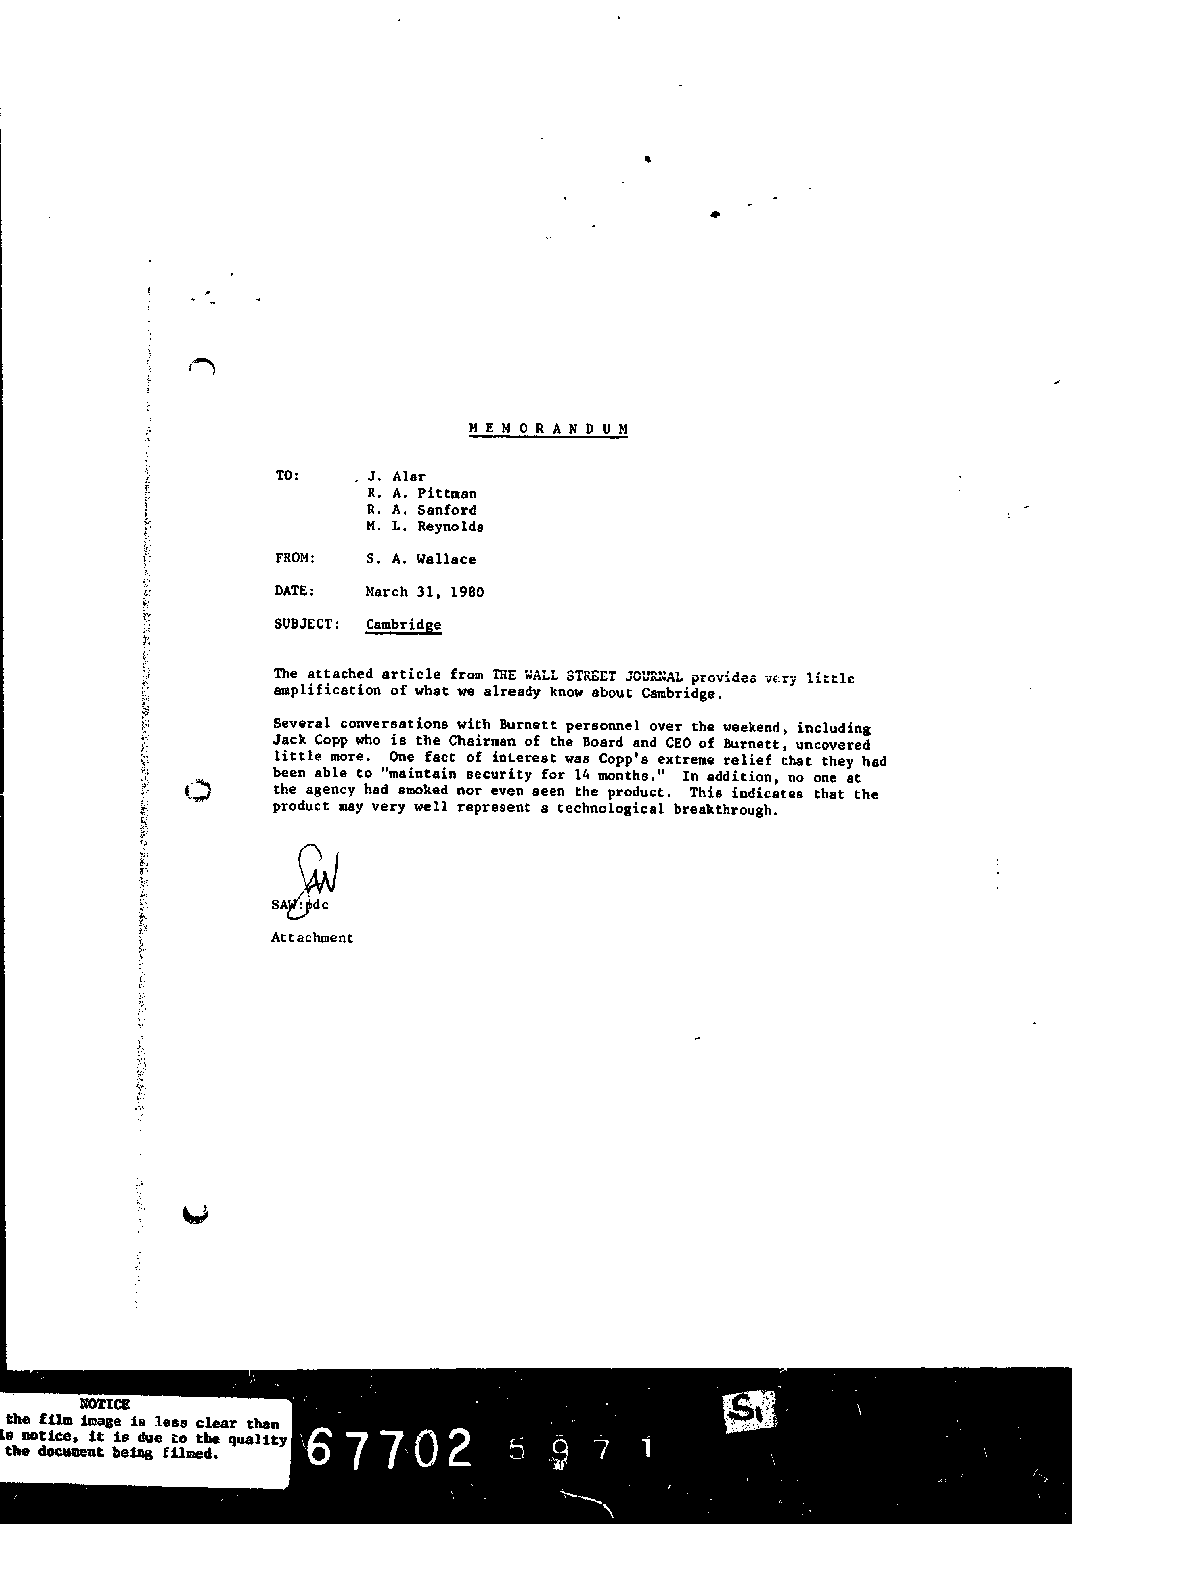 M E M O R A N D U M
TO: J. Alar
R. A. Pittman
R. A. Sanford
M. L. Reynolds
FROM: S. A. Wallace
DATE: March 31, 1980
SUBJECT: Cambridge
The attached article from THE WALL STREET JOURNAL provides very little
amplification of what we already know about Cambridge.
Several conversations with Burnett personnel over the weekend, including
Jack Copp who is the Chairman of the Board and CEO of Burnett, uncovered
little more. One fact of interest was Copp's extreme relief that they had
been able to "maintain security for 14 months." In addition, no one at
the agency had smoked nor even seen the product. This indicates that the
product may very well represent a technological breakthrough.
SAW
SAW:pdc
Attachment
NOTICE
the film image is less clear than
is notice, it is due to the quality
the document being filmed.
67702 5971